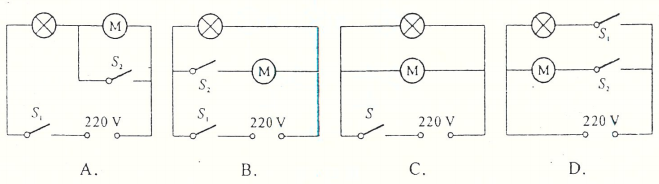 M S₂ S₁ 220 V
S₂ M S₁ 220 V
M S 220 V
S₁ M S₂ 220 V
A. B. C. D.